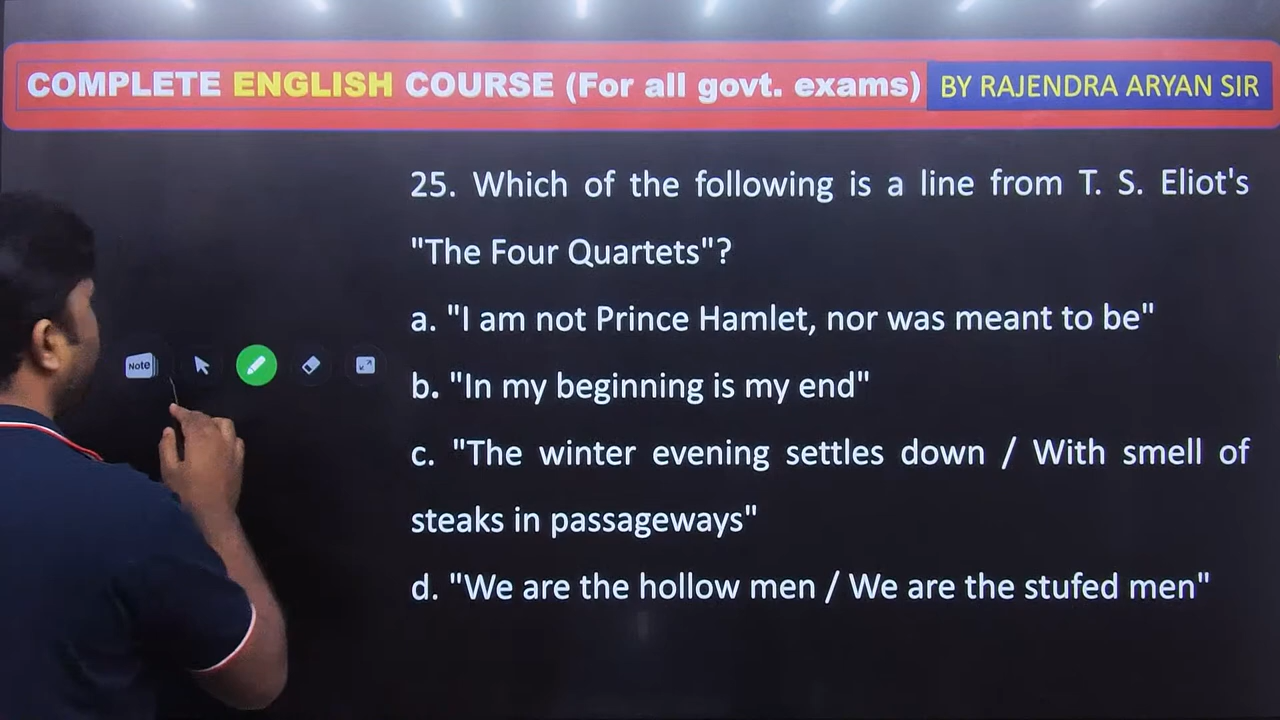 COMPLETE ENGLISH COURSE (For all govt. exams) BY RAJENDRA ARYAN SIR
25. Which of the following is a line from T. S. Eliot's
"The Four Quartets"?
a. "I am not Prince Hamlet, nor was meant to be"
Note
b. "In my beginning is my end"
c. "The winter evening settles down / With smell of
steaks in passageways"
d. "We are the hollow men / We are the stufed men"